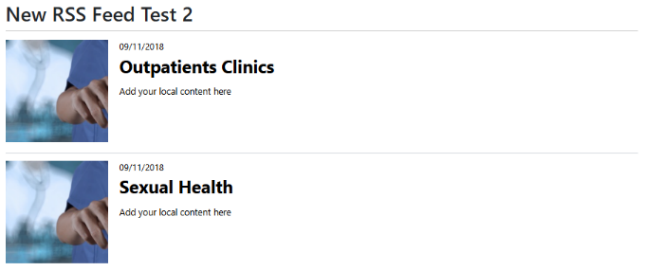 New RSS Feed Test 2
09/11/2018
Outpatients Clinics
Add your local content here
09/11/2018
Sexual Health
Add your local content here